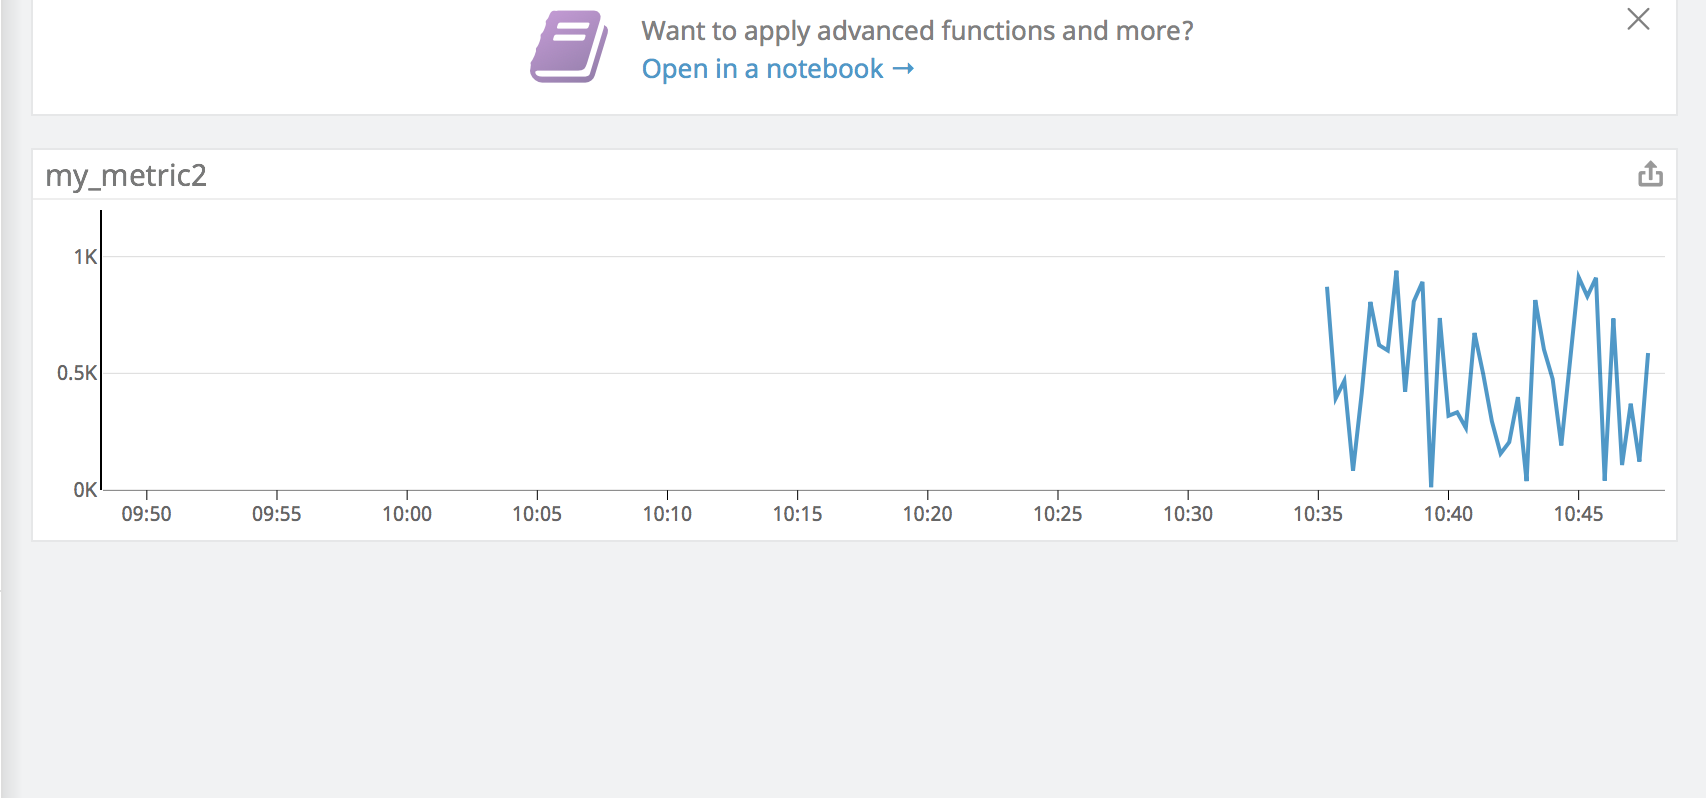 Want to apply advanced functions and more?
Open in a notebook →
my_metric2
1K
0.5K
0K
09:50 09:55 10:00 10:05 10:10 10:15 10:20 10:25 10:30 10:35 10:40 10:45